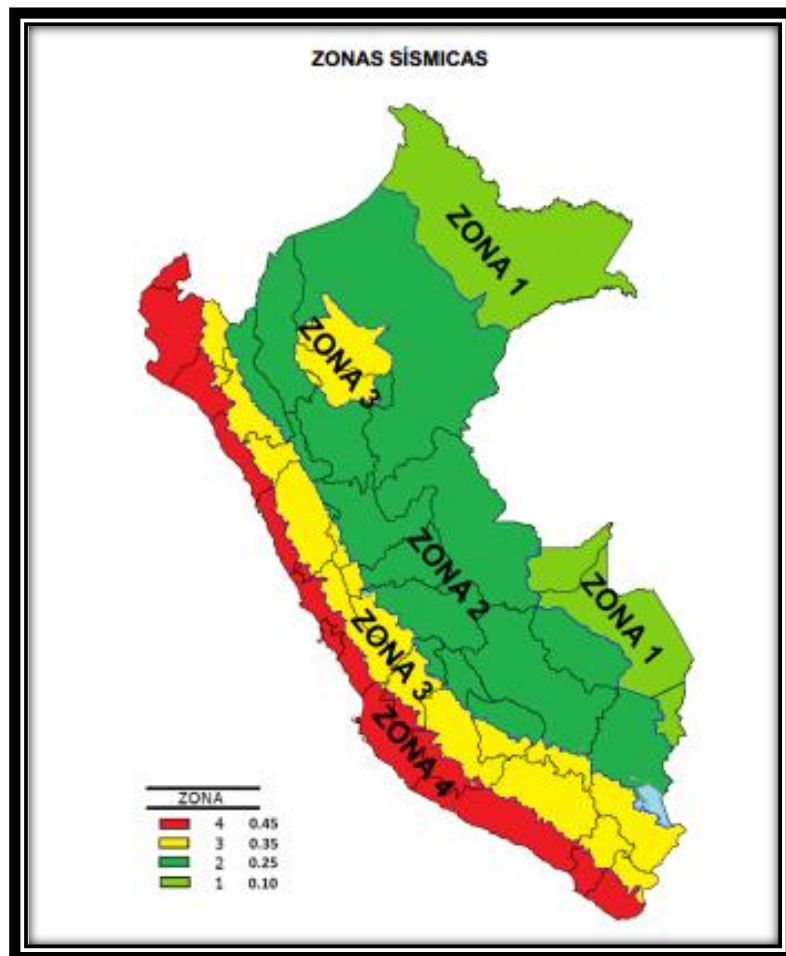 ZONAS SÍSMICAS
ZONA 1
ZONA 3
ZONA 2
ZONA 1
ZONA 3
ZONA 4
ZONA
4 0.45
3 0.35
2 0.25
1 0.10